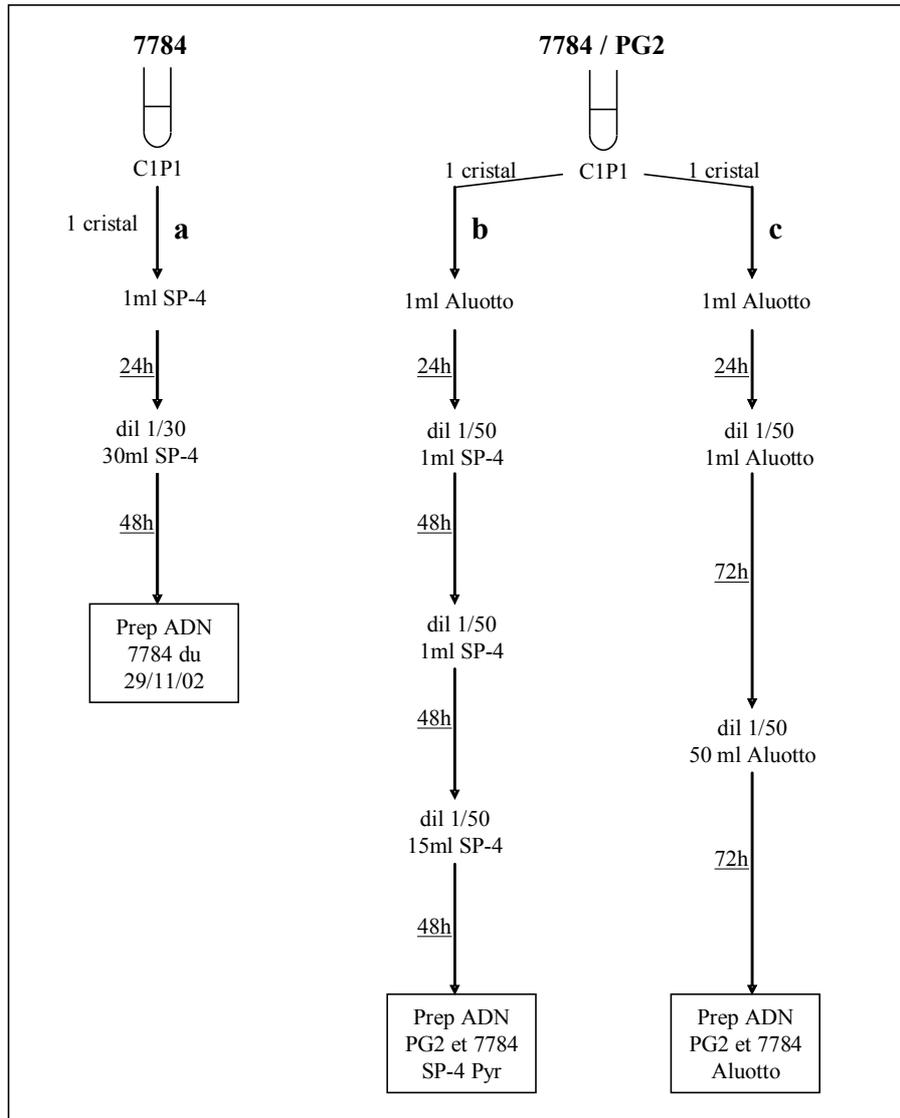 7784
C1P1
1 cristal
a
1ml SP-4
24h
dil 1/30
30ml SP-4
48h
Prep ADN
7784 du
29/11/02
7784 / PG2
C1P1
1 cristal
b
1ml Aluotto
24h
dil 1/50
1ml SP-4
48h
dil 1/50
1ml SP-4
48h
dil 1/50
15ml SP-4
48h
Prep ADN
PG2 et 7784
SP-4 Pyr
1 cristal
c
1ml Aluotto
24h
dil 1/50
1ml Aluotto
72h
dil 1/50
50 ml Aluotto
72h
Prep ADN
PG2 et 7784
Aluotto